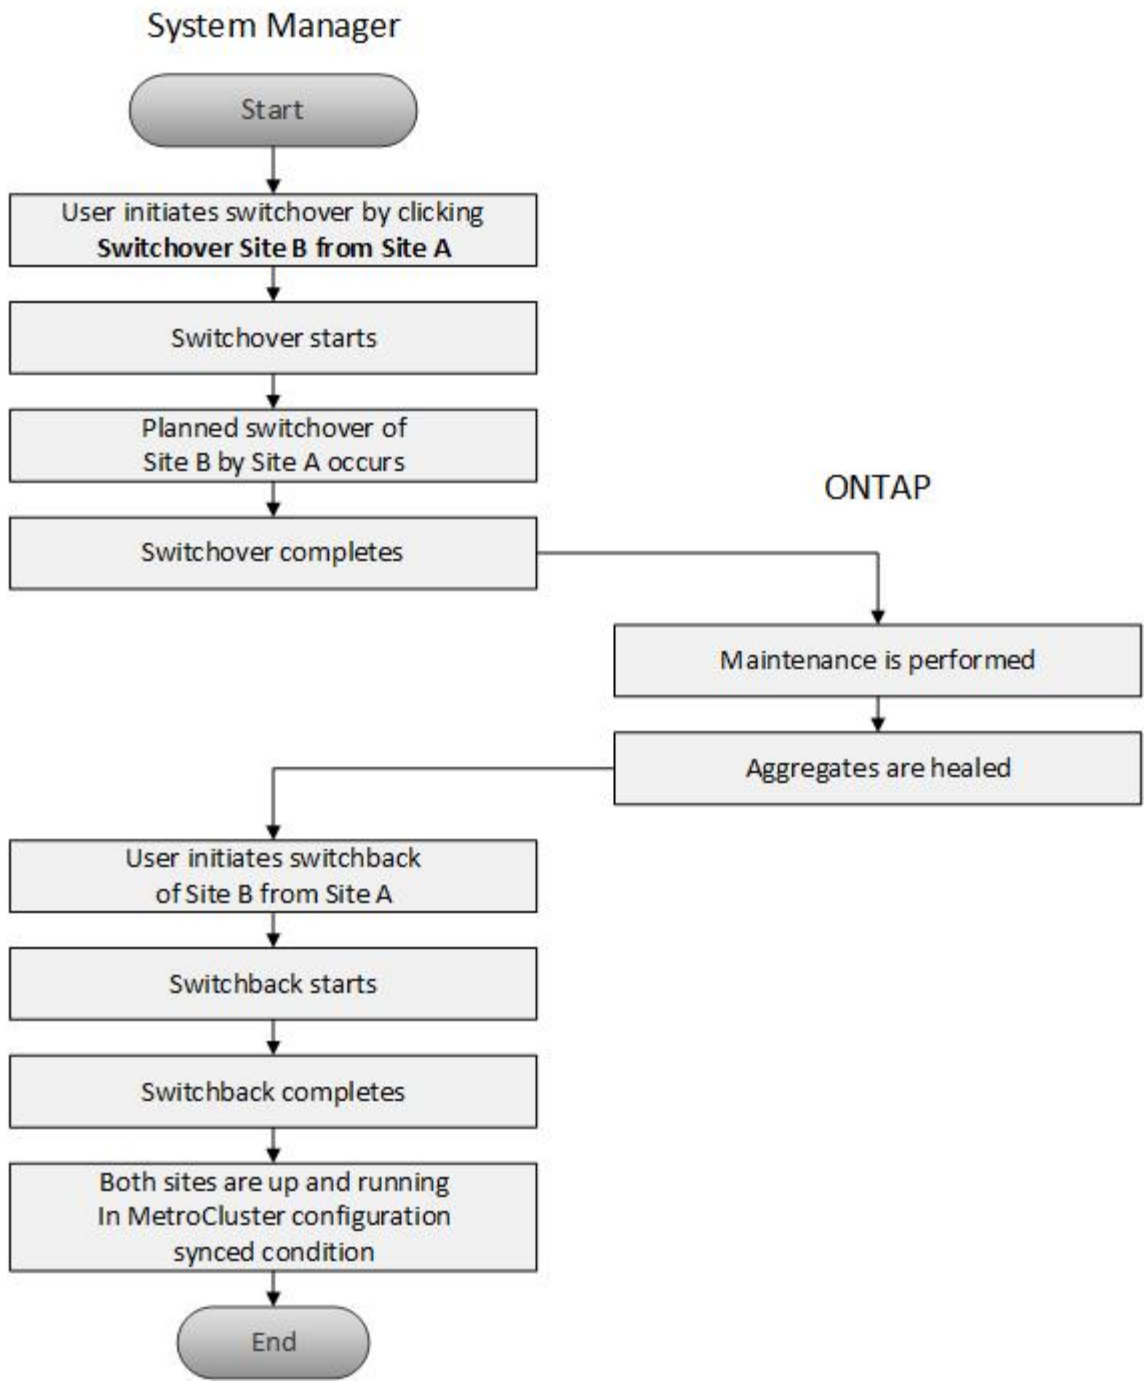 System Manager
Start
User initiates switchover by clicking
Switchover Site B from Site A
Switchover starts
Planned switchover of
Site B by Site A occurs
Switchover completes
ONTAP
Maintenance is performed
Aggregates are healed
User initiates switchback
of Site B from Site A
Switchback starts
Switchback completes
Both sites are up and running
In MetroCluster configuration
synced condition
End